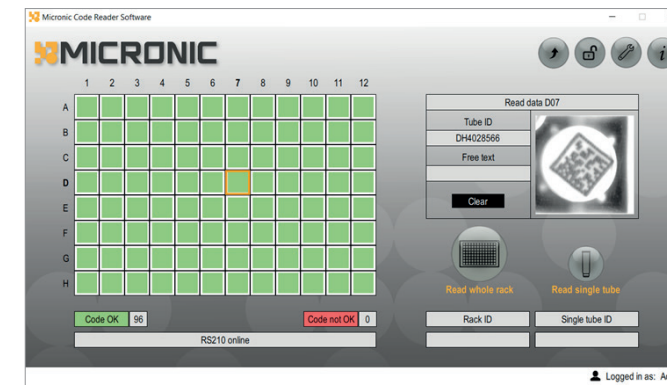 Micronic Code Reader Software
MICRONIC
1 2 3 4 5 6 7 8 9 10 11 12
A
B
C
D
E
F
G
H
Read data D07
Tube ID
DH4028566
Free text
Clear
Read whole rack
Read single tube
Code OK 96
Code not OK 0
Rack ID
Single tube ID
RS210 online
Logged in as: